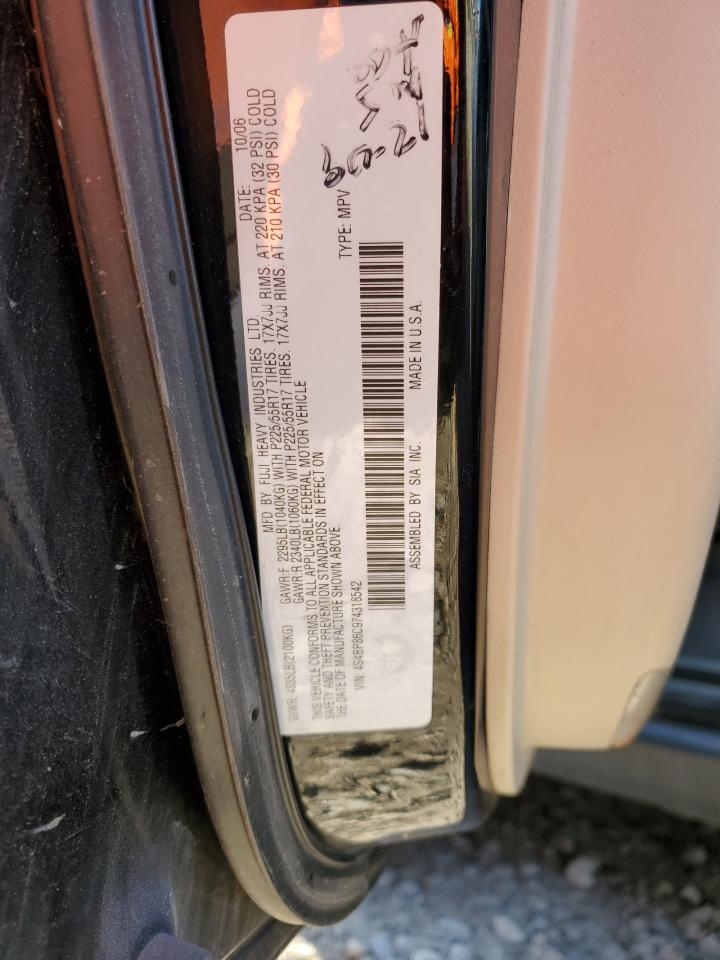 MFD BY FUJI HEAVY INDUSTRIES LTD. DATE: 10/06
GVWR: 4535LB(2100KG) GAWR:F 2295LB(1040KG) WITH P225/55R17 TIRES. 17X7JJ RIMS. AT 220 KPA (32 PSI) COLD
GAWR:R 2340LB(1060KG) WITH P225/55R17 TIRES. 17X7JJ RIMS. AT 210 KPA (30 PSI) COLD
THIS VEHICLE CONFORMS TO ALL APPLICABLE FEDERAL MOTOR VEHICLE
SAFETY AND THEFT PREVENTION STANDARDS IN EFFECT ON
THE DATE OF MANUFACTURE SHOWN ABOVE.
VIN: 4S4BP86C974318542 TYPE: MPV
ASSEMBLED BY SIA INC. MADE IN U.S.A.